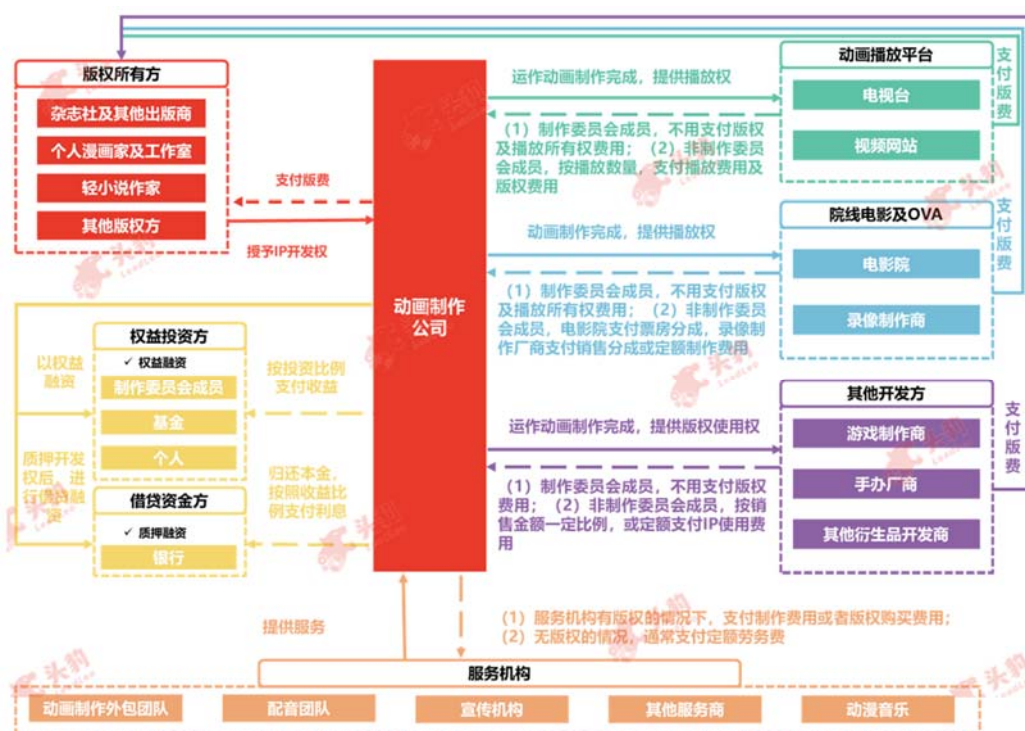 版权所有方
杂志社及其他出版商
个人漫画家及工作室
轻小说作家
其他版权方
支付版费
授予IP开发权
动画制作
公司
运作动画制作完成，提供播放权
（1）制作委员会成员，不用支付版权
及播放所有权费用；（2）非制作委员
会成员，按播放数量，支付播放费用及
版权费用
动画播放平台
电视台
视频网站
支付版费
动画制作完成，提供播放权
（1）制作委员会成员，不用支付版权
及播放所有权费用；（2）非制作委员
会成员，电影院支付票房分成，录像制
作厂商支付销售分成或定额制作费用
院线电影及OVA
电影院
录像制作商
支付版费
以权益
融资
权益投资方
✓ 权益融资
制作委员会成员
基金
个人
按投资比例
支付收益
质押开发
权后，进
行借贷融
资
借贷资金方
✓ 质押融资
银行
归还本金，
按照收益比
例支付利息
运作动画制作完成，提供版权使用权
（1）制作委员会成员，不用支付版权
费用；（2）非制作委员会成员，按销
售金额一定比例，或定额支付IP使用费
用
其他开发方
游戏制作商
手办厂商
其他衍生品开发商
支付版费
提供服务
（1）服务机构有版权的情况下，支付制作费用或者版权购买费用；
（2）无版权的情况，通常支付定额劳务费
服务机构
动画制作外包团队
配音团队
宣传机构
其他服务商
动漫音乐
头豹
LeadLeo